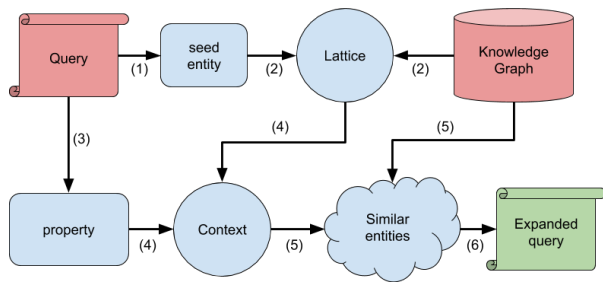 Query
(1)
seed
entity
(2)
Lattice
(2)
Knowledge
Graph
(3)
(4)
(5)
property
(4)
Context
(5)
Similar
entities
(6)
Expanded
query